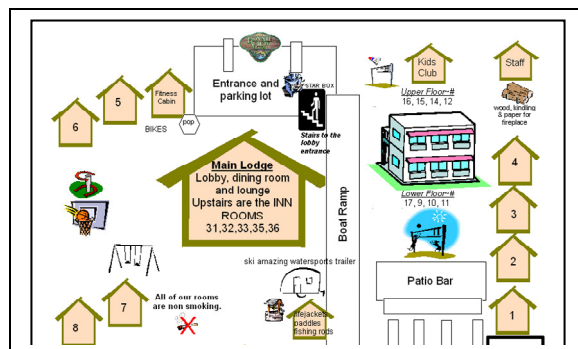 Entrance and
parking lot
STAR BOX
Stairs to the
lobby
entrance
Kids
Club
Staff
Upper Floor~#
16, 15, 14, 12
wood, kindling
& paper for
fireplace
Fitness
Cabin
5
6
BIKES
pop
Main Lodge
Lobby, dining room
and lounge
Upstairs are the INN
ROOMS
31,32,33,35,36
Boat Ramp
Lower Floor~#
17, 9, 10, 11
4
3
2
1
ski amazing watersports trailer
Patio Bar
All of our rooms
are non smoking.
7
8
lifejackets
paddles
fishing rods